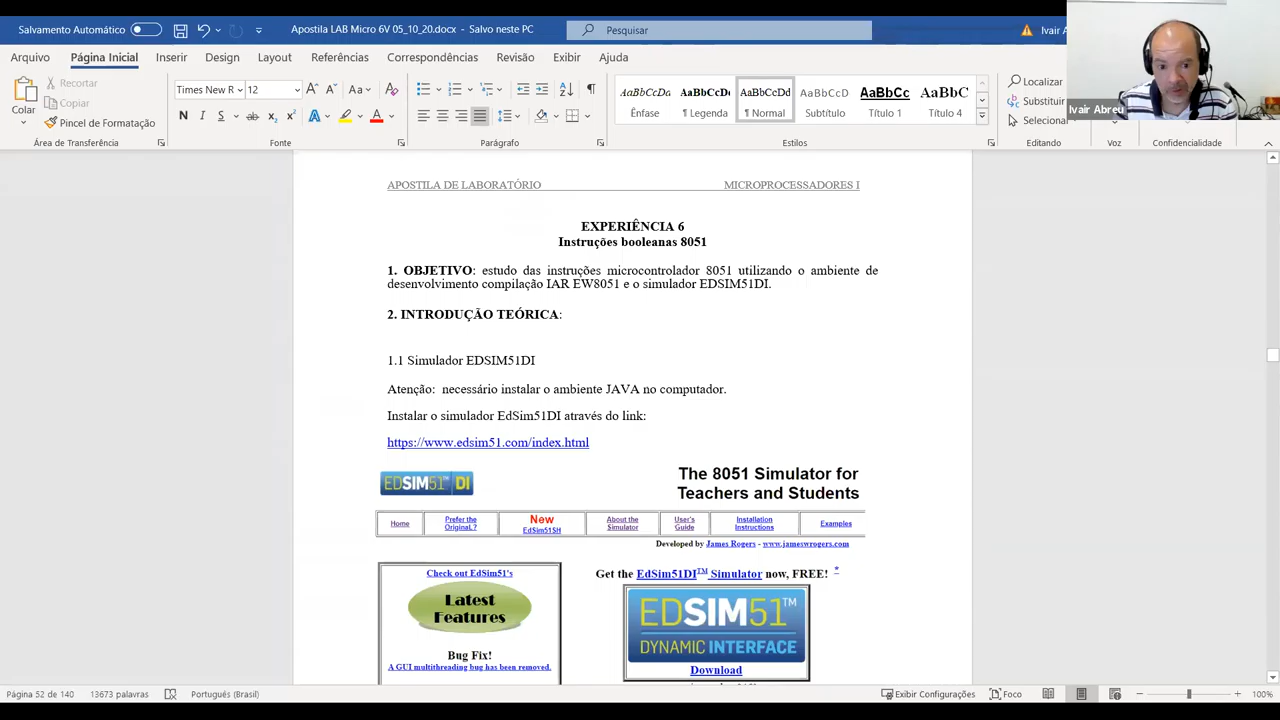 Salvamento Automático
Apostila LAB Micro 6V 05_10_20.docx - Salvo neste PC
Pesquisar
Ivair A
Arquivo Página Inicial Inserir Design Layout Referências Correspondências Revisão Exibir Ajuda
Colar
Recortar
Copiar
Pincel de Formatação
Área de Transferência
Times New R 12
Fonte
Parágrafo
AaBbCcDa AaBbCcDc AaBbCcDd AaBbCcDd AaBbCc AaBbC
Ênfase ¶ Legenda ¶ Normal Subtítulo Título 1 Título 4
Estilos
Localizar
Substituir
Selecionar
Editando
Voz
Confidencialidade
Ivair Abreu
APOSTILA DE LABORATÓRIO MICROPROCESSADORES I
EXPERIÊNCIA 6
Instruções booleanas 8051
1. OBJETIVO: estudo das instruções microcontrolador 8051 utilizando o ambiente de
desenvolvimento compilação IAR EW8051 e o simulador EDSIM51DI.
2. INTRODUÇÃO TEÓRICA:
1.1 Simulador EDSIM51DI
Atenção: necessário instalar o ambiente JAVA no computador.
Instalar o simulador EdSim51DI através do link:
https://www.edsim51.com/index.html
EDSIM51 DI
The 8051 Simulator for
Teachers and Students
Home
Prefer the
OriginaL?
New
EdSim51SH
About the
Simulator
User's
Guide
Installation
Instructions
Examples
Developed by James Rogers - www.jameswrogers.com
Check out EdSim51's
Latest
Features
Bug Fix!
A GUI multithreading bug has been removed.
Get the EdSim51DI™ Simulator now, FREE! *
EDSIM51™
DYNAMIC INTERFACE
Download
Página 52 de 140 13673 palavras Português (Brasil) Exibir Configurações Foco 100%